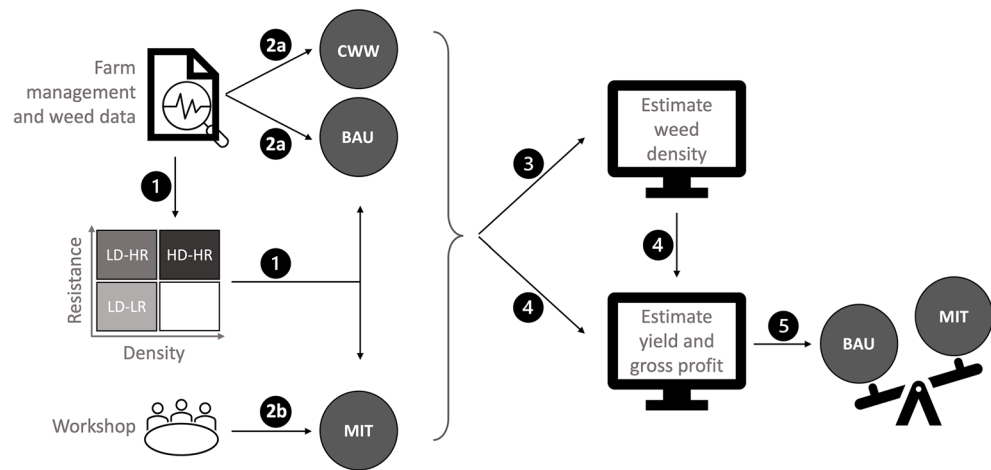 Farm
management
and weed data
2a
CWW
2a
BAU
1
Resistance
LD-HR
HD-HR
LD-LR
Density
1
Workshop
2b
MIT
3
Estimate
weed
density
4
4
Estimate
yield and
gross profit
5
BAU
MIT